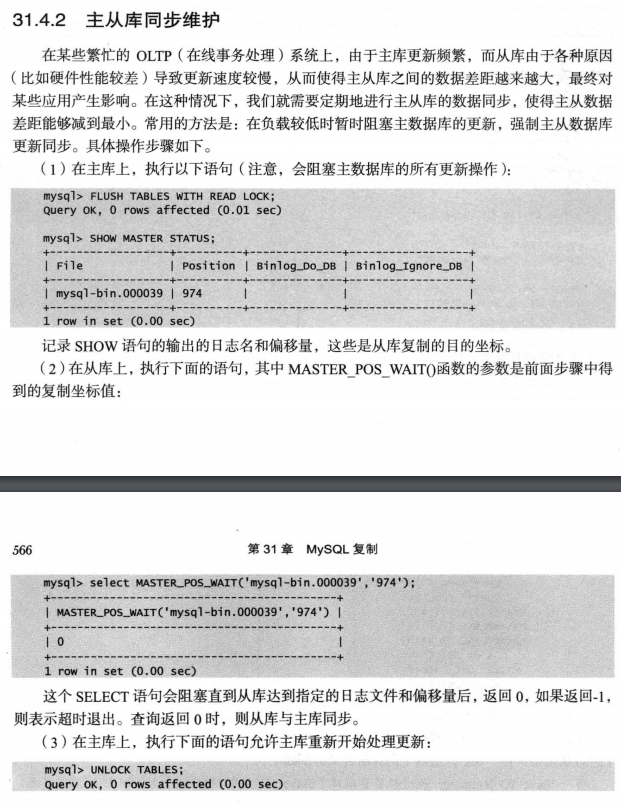 31.4.2 主从库同步维护
在某些繁忙的 OLTP（在线事务处理）系统上，由于主库更新频繁，而从库由于各种原因
（比如硬件性能较差）导致更新速度较慢，从而使得主从库之间的数据差距越来越大，最终对
某些应用产生影响。在这种情况下，我们就需要定期地进行主从库的数据同步，使得主从数据
差距能够减到最小。常用的方法是：在负载较低时暂时阻塞主数据库的更新，强制主从数据库
更新同步。具体操作步骤如下。
（1）在主库上，执行以下语句（注意，会阻塞主数据库的所有更新操作）：
mysql> FLUSH TABLES WITH READ LOCK;
Query OK, 0 rows affected (0.01 sec)
mysql> SHOW MASTER STATUS;
+------------------+----------+--------------+------------------+
| File | Position | Binlog_Do_DB | Binlog_Ignore_DB |
+------------------+----------+--------------+------------------+
| mysql-bin.000039 | 974 | | |
+------------------+----------+--------------+------------------+
1 row in set (0.00 sec)
记录 SHOW 语句的输出的日志名和偏移量，这些是从库复制的目的坐标。
（2）在从库上，执行下面的语句，其中 MASTER_POS_WAIT()函数的参数是前面步骤中得
到的复制坐标值：
566 第 31 章 MySQL 复制
mysql> select MASTER_POS_WAIT('mysql-bin.000039','974');
+-------------------------------------------+
| MASTER_POS_WAIT('mysql-bin.000039','974') |
+-------------------------------------------+
| 0 |
+-------------------------------------------+
1 row in set (0.00 sec)
这个 SELECT 语句会阻塞直到从库达到指定的日志文件和偏移量后，返回 0，如果返回-1，
则表示超时退出。查询返回 0 时，则从库与主库同步。
（3）在主库上，执行下面的语句允许主库重新开始处理更新：
mysql> UNLOCK TABLES;
Query OK, 0 rows affected (0.00 sec)